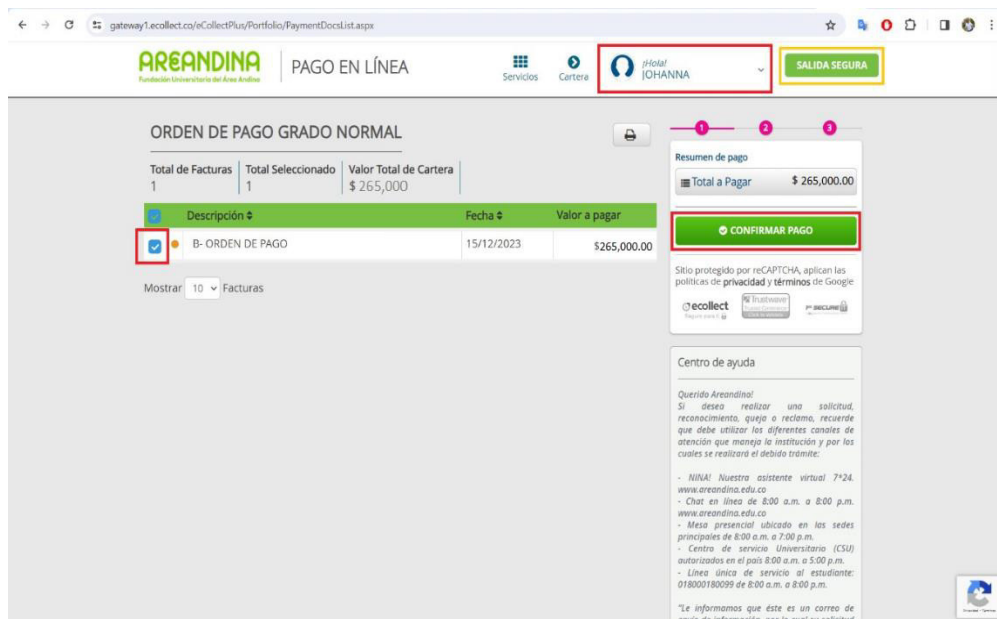 gateway1.ecollect.co/eCollectPlus/Portfolio/PaymentDocsList.aspx
AREANDINA
Fundación Universitaria del Área Andina
PAGO EN LÍNEA
Servicios
Cartera
¡Hola!
JOHANNA
SALIDA SEGURA
ORDEN DE PAGO GRADO NORMAL
Total de Facturas
1
Total Seleccionado
1
Valor Total de Cartera
$ 265,000
Descripción
Fecha
Valor a pagar
B- ORDEN DE PAGO
15/12/2023
$265,000.00
Mostrar 10 Facturas
1
2
3
Resumen de pago
Total a Pagar
$ 265,000.00
CONFIRMAR PAGO
Sitio protegido por reCAPTCHA, aplican las
políticas de privacidad y términos de Google
ecollect
Trustwave
SECURE
Centro de ayuda
Querido Areandino!
Si desea realizar una solicitud,
reconocimiento, queja o reclamo, recuerde
que debe utilizar los diferentes canales de
atención que maneja la institución y por los
cuales se realizará el debido trámite:
- NINA! Nuestra asistente virtual 7*24.
www.areandina.edu.co
- Chat en línea de 8:00 a.m. a 8:00 p.m.
www.areandina.edu.co
- Mesa presencial ubicado en las sedes
principales de 8:00 a.m. a 7:00 p.m.
- Centro de servicio Universitario (CSU)
autorizados en el país 8:00 a.m. a 5:00 p.m.
- Línea única de servicio al estudiante:
018000180099 de 8:00 a.m. a 8:00 p.m.
"Le informamos que éste es un correo de
envío de información, por lo cual su solicitud